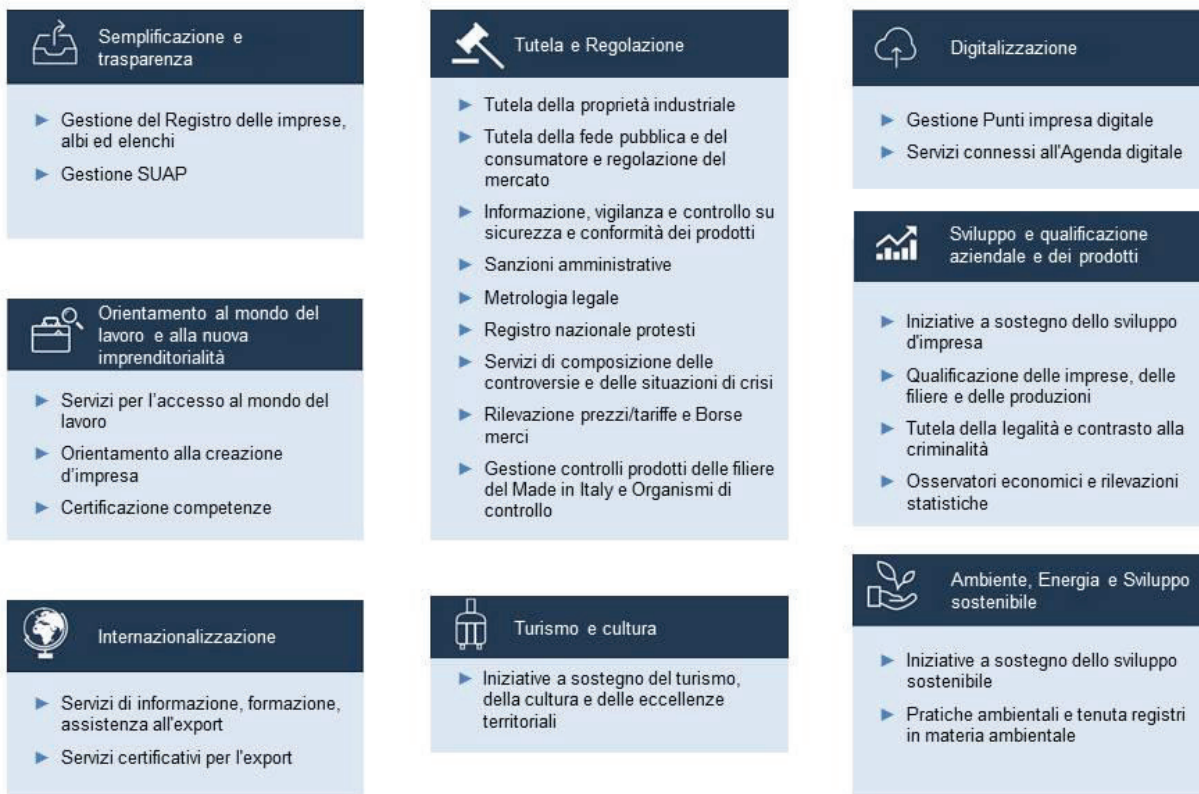 Semplificazione e
trasparenza
Gestione del Registro delle imprese,
albi ed elenchi
Gestione SUAP
Orientamento al mondo del
lavoro e alla nuova
imprenditorialità
Servizi per l'accesso al mondo del
lavoro
Orientamento alla creazione
d'impresa
Certificazione competenze
Internazionalizzazione
Servizi di informazione, formazione,
assistenza all'export
Servizi certificativi per l'export
Tutela e Regolazione
Tutela della proprietà industriale
Tutela della fede pubblica e del
consumatore e regolazione del
mercato
Informazione, vigilanza e controllo su
sicurezza e conformità dei prodotti
Sanzioni amministrative
Metrologia legale
Registro nazionale protesti
Servizi di composizione delle
controversie e delle situazioni di crisi
Rilevazione prezzi/tariffe e Borse
merci
Gestione controlli prodotti delle filiere
del Made in Italy e Organismi di
controllo
Turismo e cultura
Iniziative a sostegno del turismo,
della cultura e delle eccellenze
territoriali
Digitalizzazione
Gestione Punti impresa digitale
Servizi connessi all'Agenda digitale
Sviluppo e qualificazione
aziendale e dei prodotti
Iniziative a sostegno dello sviluppo
d'impresa
Qualificazione delle imprese, delle
filiere e delle produzioni
Tutela della legalità e contrasto alla
criminalità
Osservatori economici e rilevazioni
statistiche
Ambiente, Energia e Sviluppo
sostenibile
Iniziative a sostegno dello sviluppo
sostenibile
Pratiche ambientali e tenuta registri
in materia ambientale